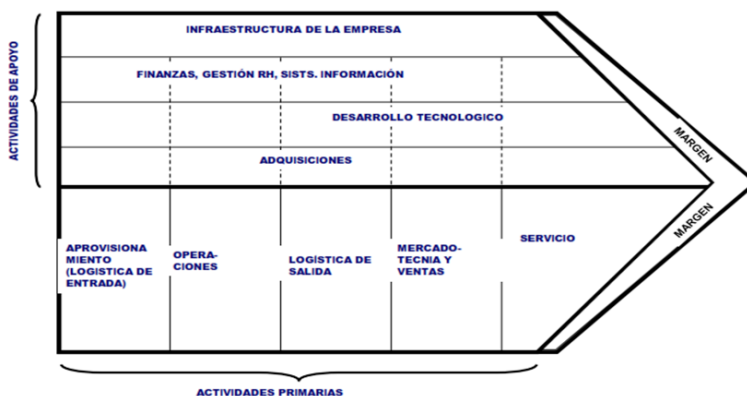 ACTIVIDADES DE APOYO
INFRAESTRUCTURA DE LA EMPRESA
FINANZAS, GESTIÓN RH, SISTS. INFORMACIÓN
DESARROLLO TECNOLOGICO
ADQUISICIONES
MARGEN
MARGEN
APROVISIONA
MIENTO
(LOGISTICA DE
ENTRADA)
OPERA-
CIONES
LOGÍSTICA DE
SALIDA
MERCADO-
TECNIA Y
VENTAS
SERVICIO
ACTIVIDADES PRIMARIAS